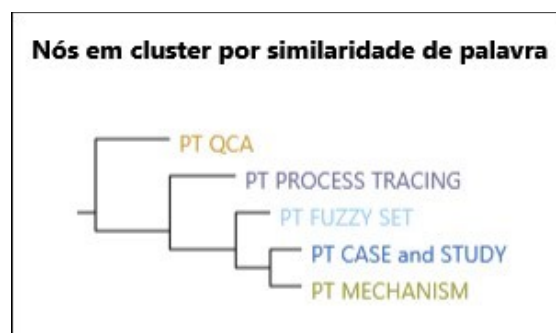 Nós em cluster por similaridade de palavra
PT QCA
PT PROCESS TRACING
PT FUZZY SET
PT CASE and STUDY
PT MECHANISM